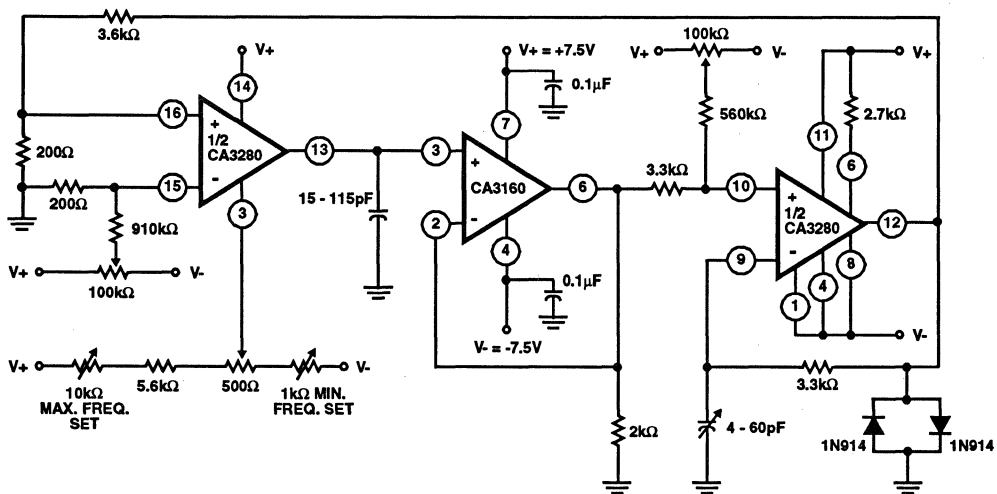 3.6kΩ
V+
14
16
+
1/2
CA3280
-
15
13
3
200Ω
200Ω
910kΩ
V+
V-
100kΩ
V+
10kΩ
MAX. FREQ.
SET
5.6kΩ
500Ω
1kΩ MIN.
FREQ. SET
V-
15 - 115pF
V+ = +7.5V
0.1μF
7
3
+
CA3160
-
2
6
4
0.1μF
V- = -7.5V
2kΩ
100kΩ
V+
V-
560kΩ
3.3kΩ
10
+
1/2
CA3280
-
9
11
V+
2.7kΩ
6
12
8
4
1
V-
3.3kΩ
4 - 60pF
1N914
1N914